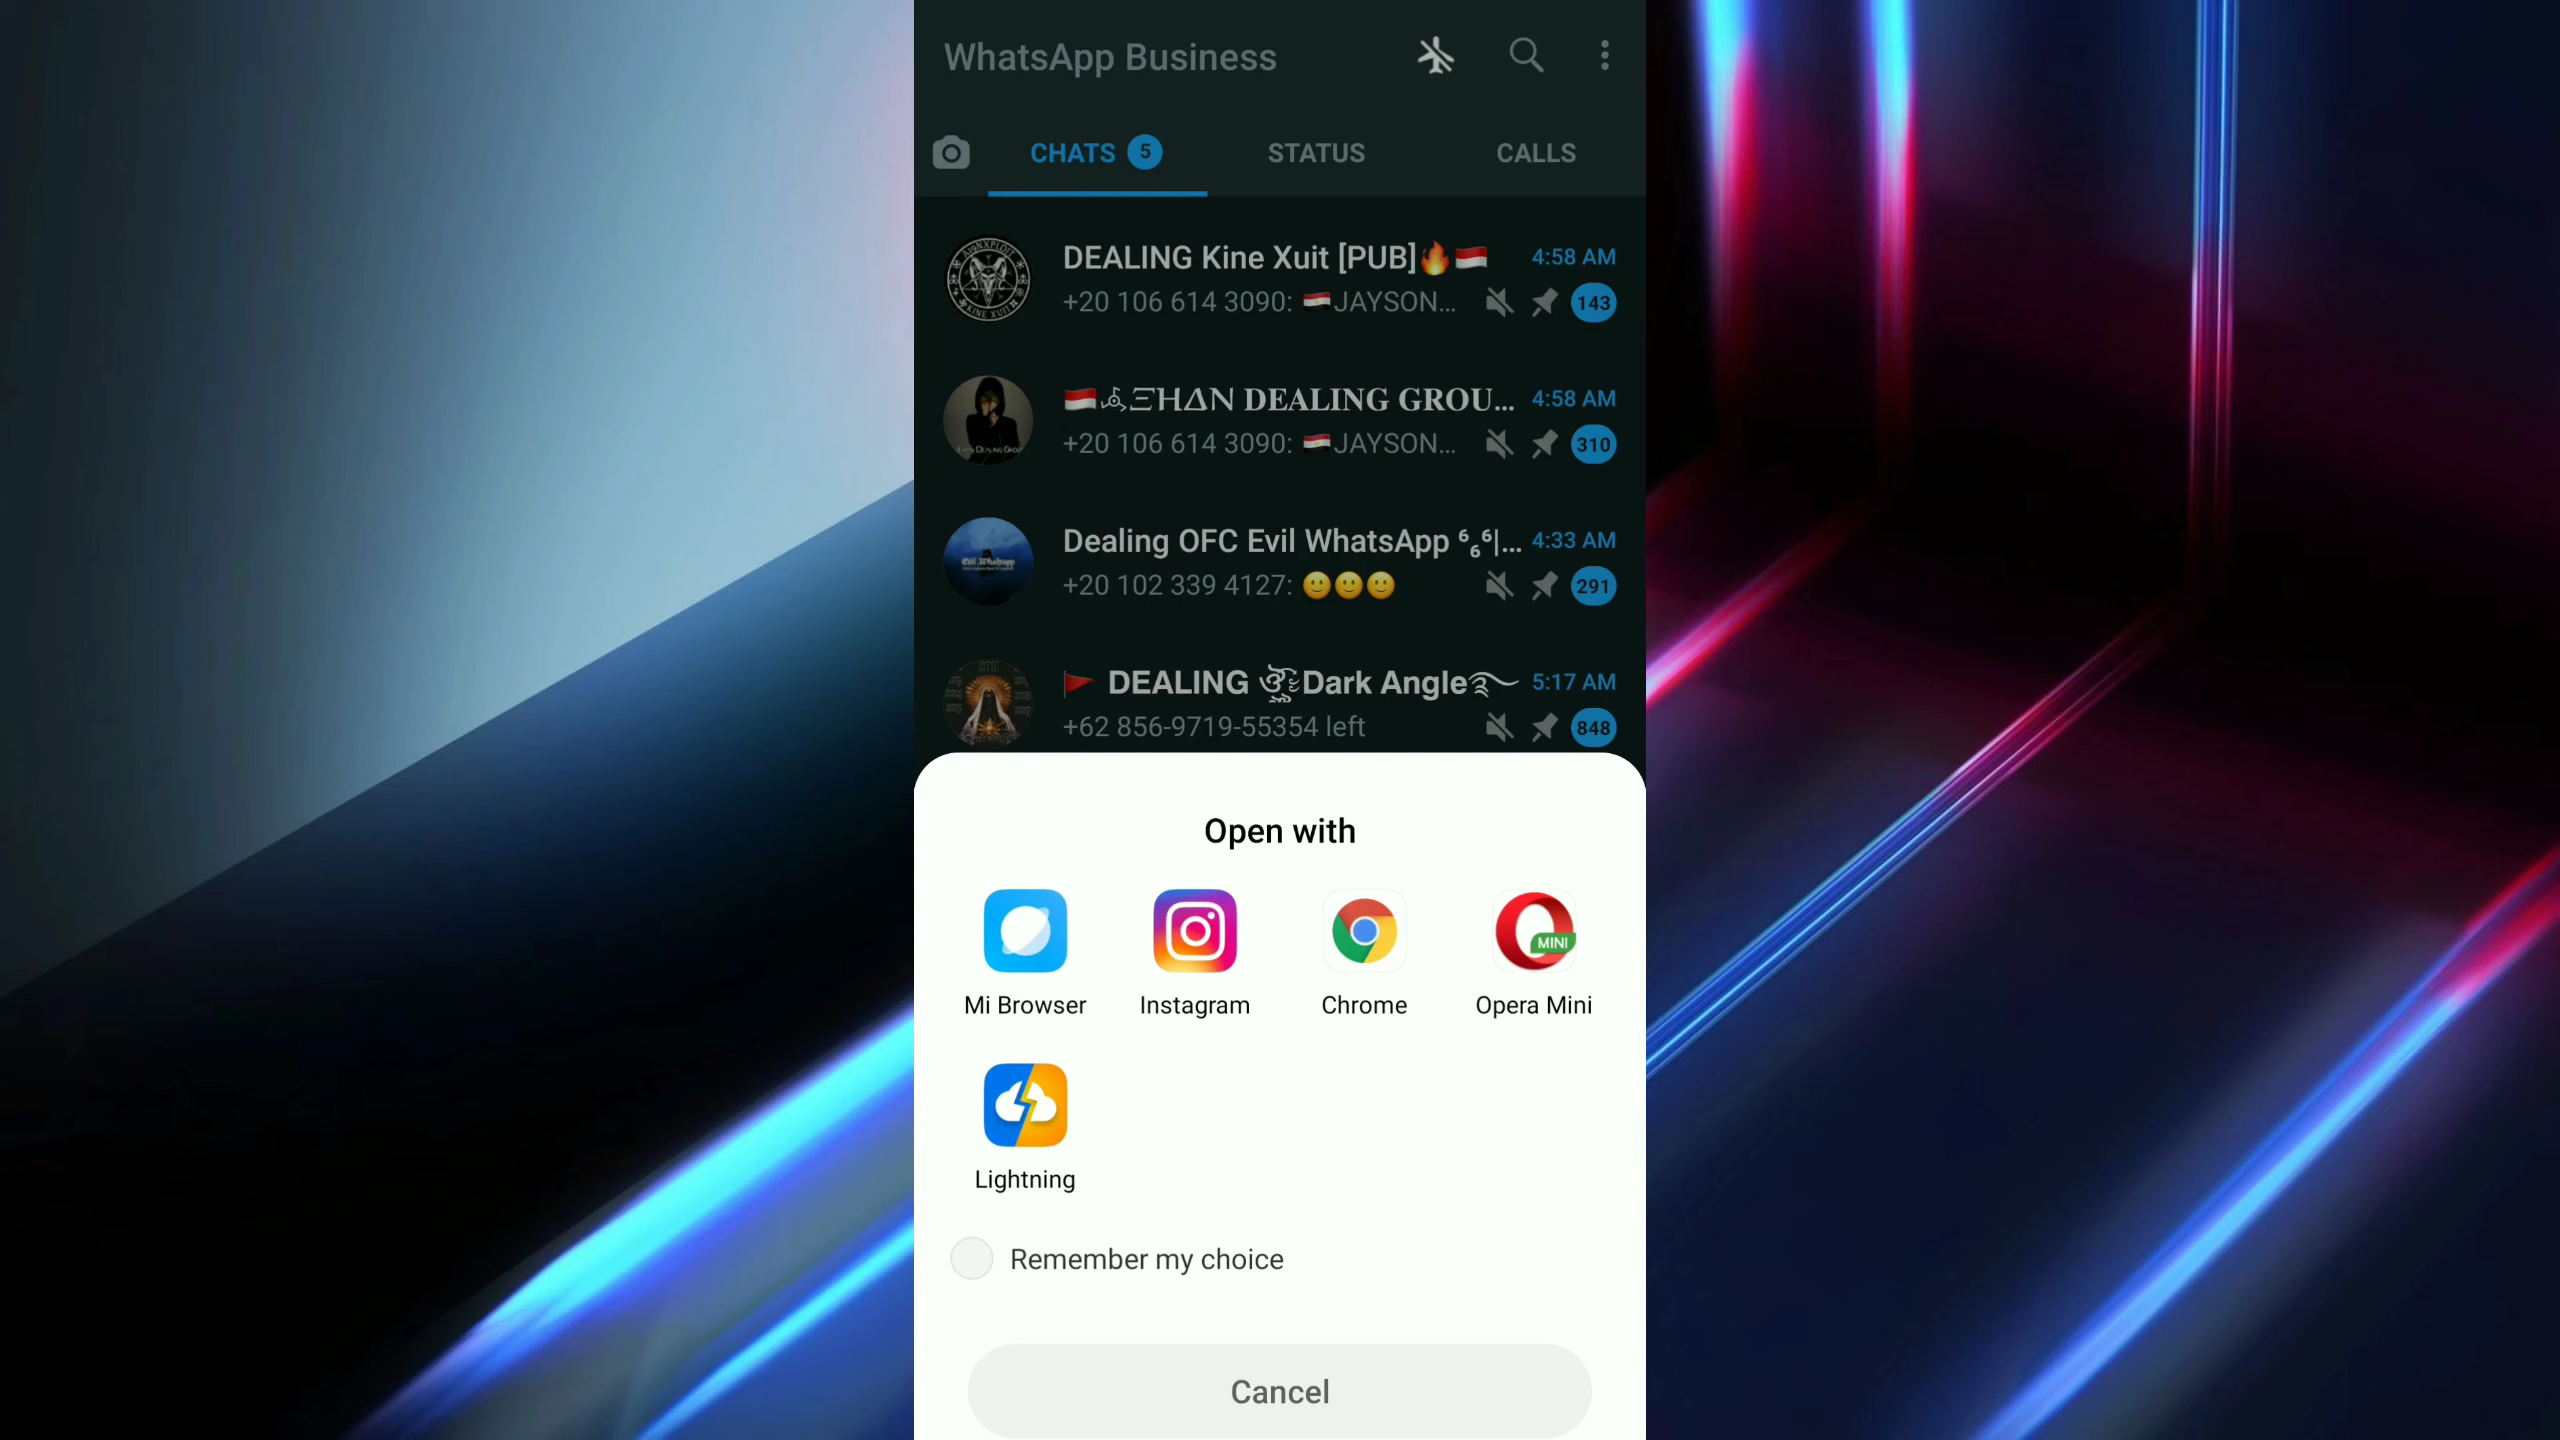 WhatsApp Business
CHATS 5 STATUS CALLS
DEALING Kine Xuit [PUB]🔥🇮🇩 4:58 AM
+20 106 614 3090: 🇪🇬JAYSON... 143
DEALING GROU... 4:58 AM
+20 106 614 3090: 🇪🇬JAYSON... 310
Dealing OFC Evil WhatsApp ⁶₆⁶|... 4:33 AM
+20 102 339 4127: 🙂🙂🙂 291
🚩 DEALING Dark Angle 5:17 AM
+62 856-9719-55354 left 848
Open with
Mi Browser Instagram Chrome Opera Mini
MINI
Lightning
Remember my choice
Cancel